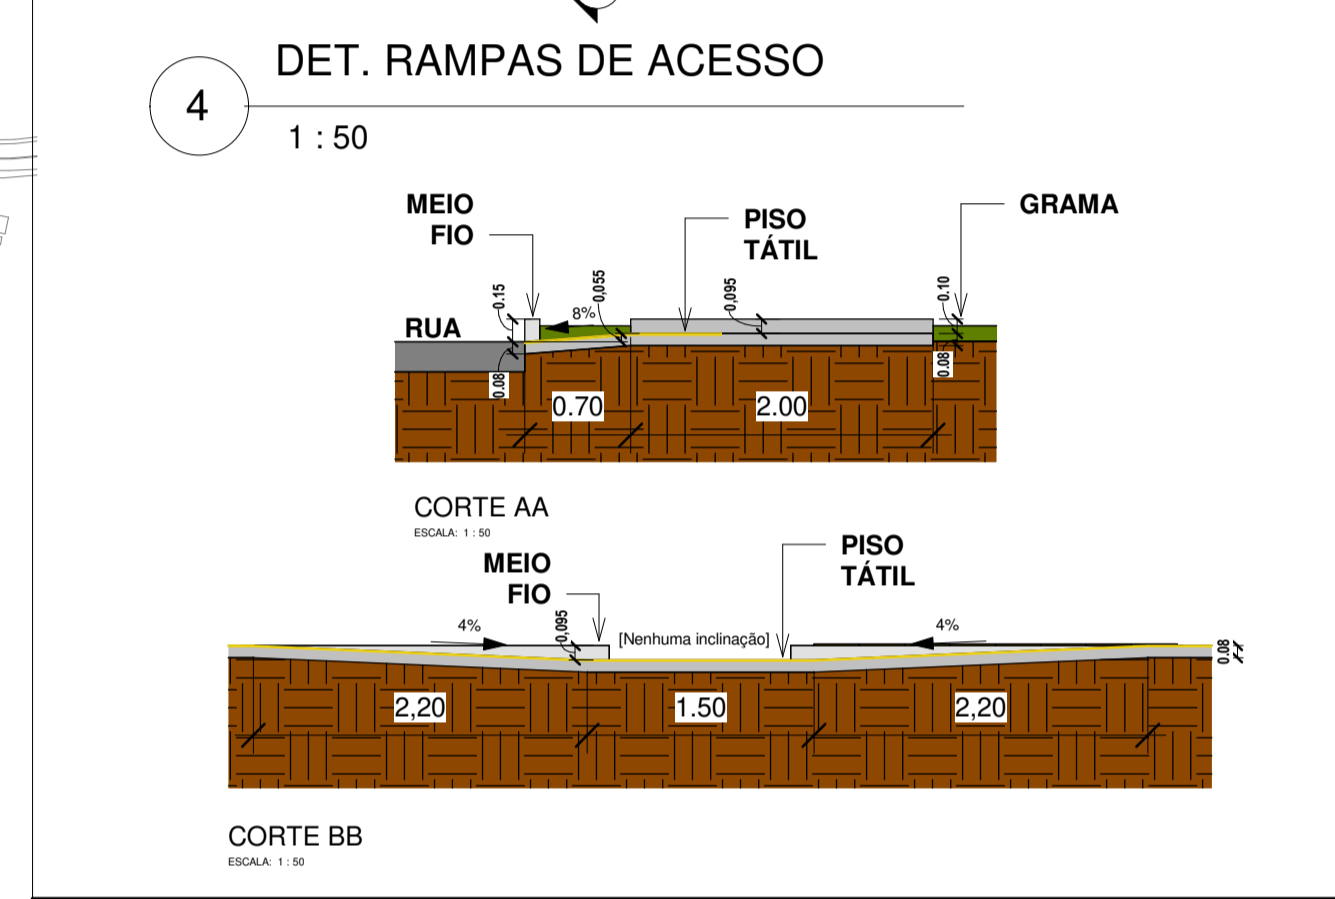 DET. RAMPAS DE ACESSO
4
1 : 50
MEIO
FIO
PISO
TÁTIL
GRAMA
0.15
8%
0,055
0,095
0.10
RUA
0.08
0.08
0.70
2.00
CORTE AA
ESCALA: 1 : 50
MEIO
FIO
PISO
TÁTIL
4%
0,095
[Nenhuma inclinação]
4%
0.08
2,20
1.50
2,20
CORTE BB
ESCALA: 1 : 50